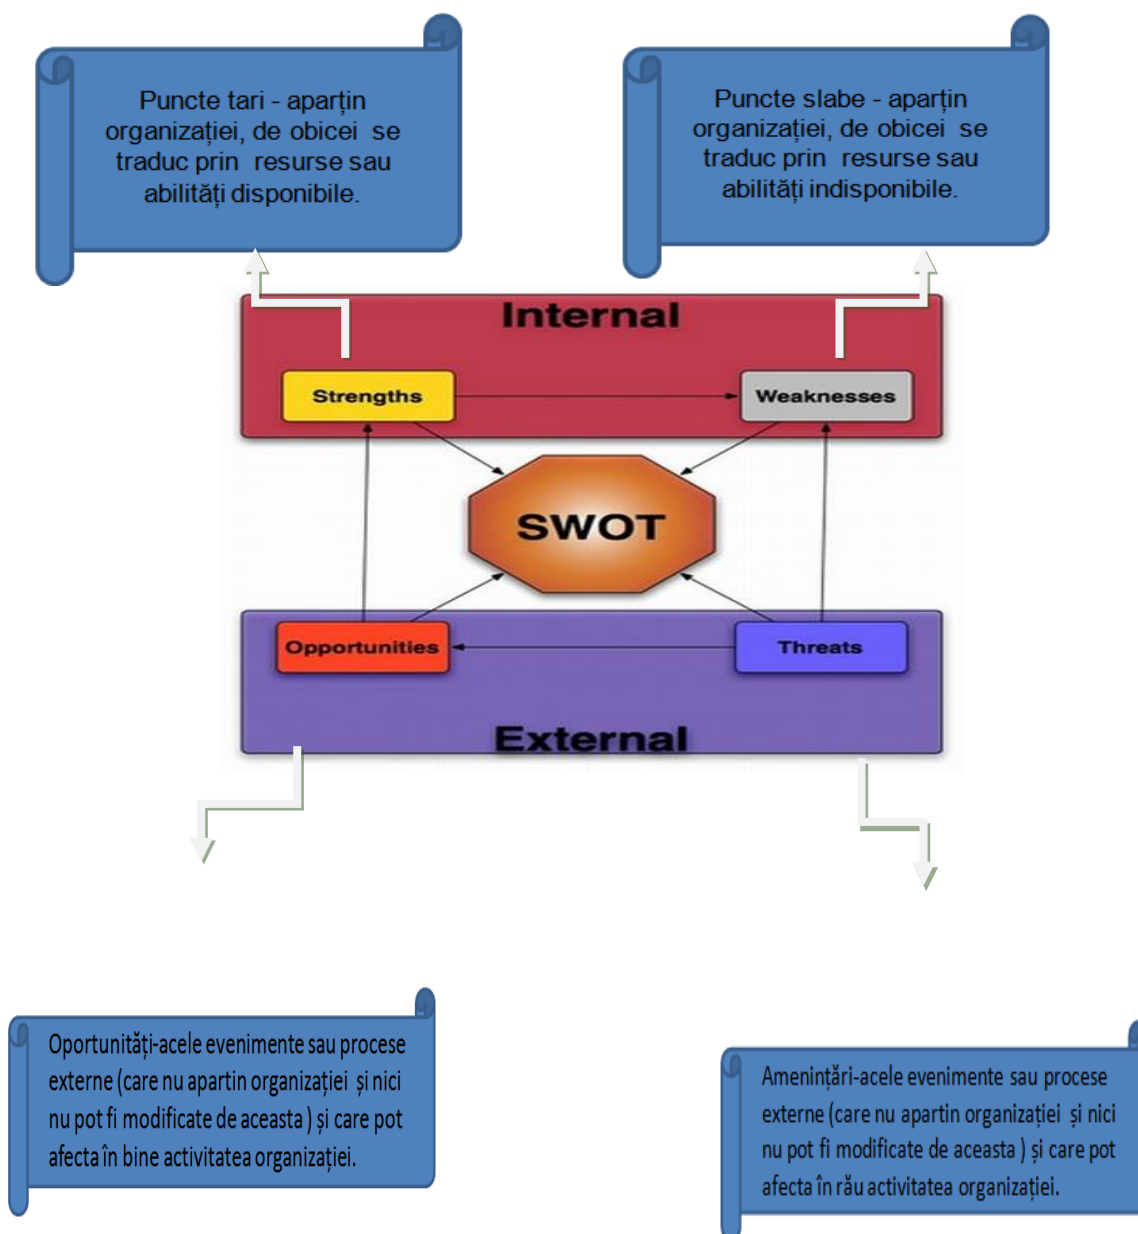 Puncte tari - aparțin
organizației, de obicei se
traduc prin resurse sau
abilități disponibile.
Puncte slabe - aparțin
organizației, de obicei se
traduc prin resurse sau
abilități indisponibile.
Internal
Strengths
Weaknesses
SWOT
Opportunities
Threats
External
Oportunități-acele evenimente sau procese
externe (care nu apartin organizației și nici
nu pot fi modificate de aceasta ) și care pot
afecta în bine activitatea organizației.
Amenințări-acele evenimente sau procese
externe (care nu apartin organizației și nici
nu pot fi modificate de aceasta ) și care pot
afecta în rău activitatea organizației.